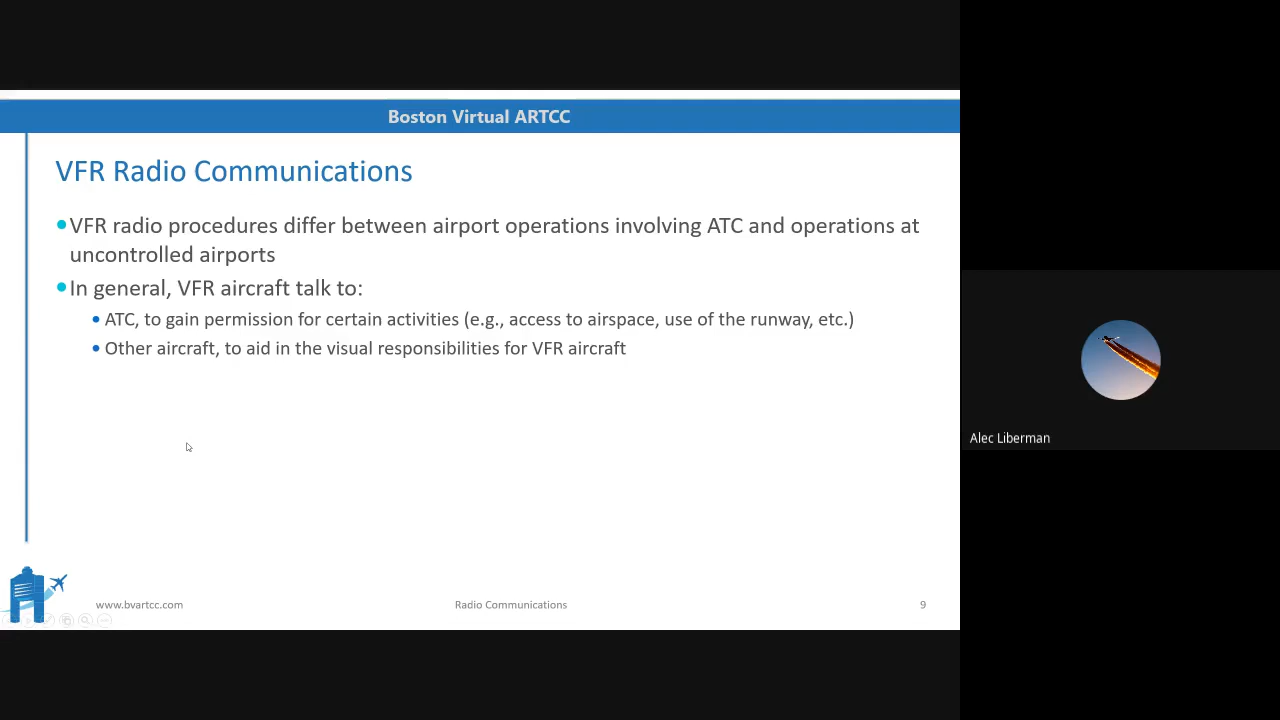 Boston Virtual ARTCC
VFR Radio Communications
•VFR radio procedures differ between airport operations involving ATC and operations at
uncontrolled airports
•In general, VFR aircraft talk to:
• ATC, to gain permission for certain activities (e.g., access to airspace, use of the runway, etc.)
• Other aircraft, to aid in the visual responsibilities for VFR aircraft
Alec Liberman
www.bvartcc.com
Radio Communications
9